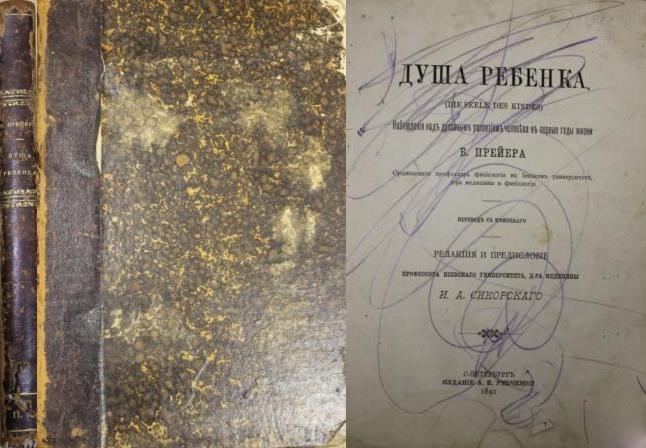 ПРЕЙЕРЪ
ДУША
РЕБЕНКА
П.
ДУША РЕБЕНКА
(DIE SEELE DES KINDES)
Наблюденія надъ духовнымъ развитіемъ человѣка въ первые годы жизни
В. ПРЕЙЕРА
Ординарнаго профессора физіологіи въ Іенскомъ университетѣ,
д-ра медицины и философіи
ПЕРЕВОДЪ СЪ НѢМЕЦКАГО
РЕДАКЦІЯ И ПРЕДИСЛОВІЕ
ПРОФЕССОРА КІЕВСКАГО УНИВЕРСИТЕТА, Д-РА МЕДИЦИНЫ
И. А. СИКОРСКАГО
С-ПЕТЕРБУРГЪ
ИЗДАНІЕ А. Е. РЯБЧЕНКО
1891